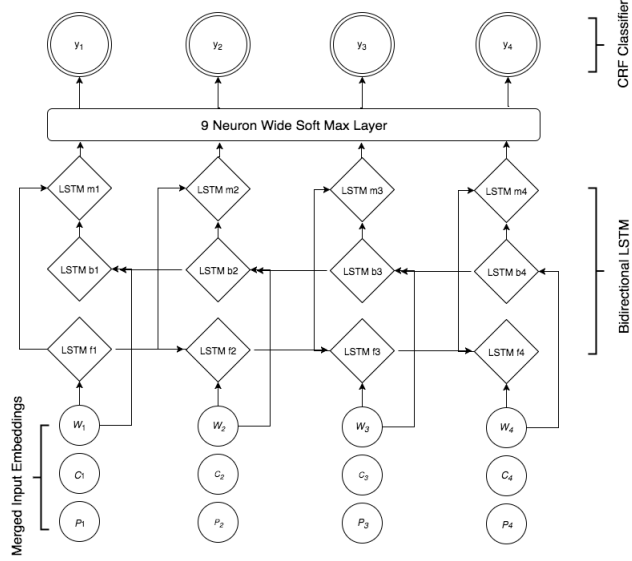 y1 y2 y3 y4
CRF Classifier
9 Neuron Wide Soft Max Layer
LSTM m1 LSTM m2 LSTM m3 LSTM m4
LSTM b1 LSTM b2 LSTM b3 LSTM b4
Bidirectional LSTM
LSTM f1 LSTM f2 LSTM f3 LSTM f4
Merged Input Embeddings
W1 W2 W3 W4
C1 C2 C3 C4
P1 P2 P3 P4